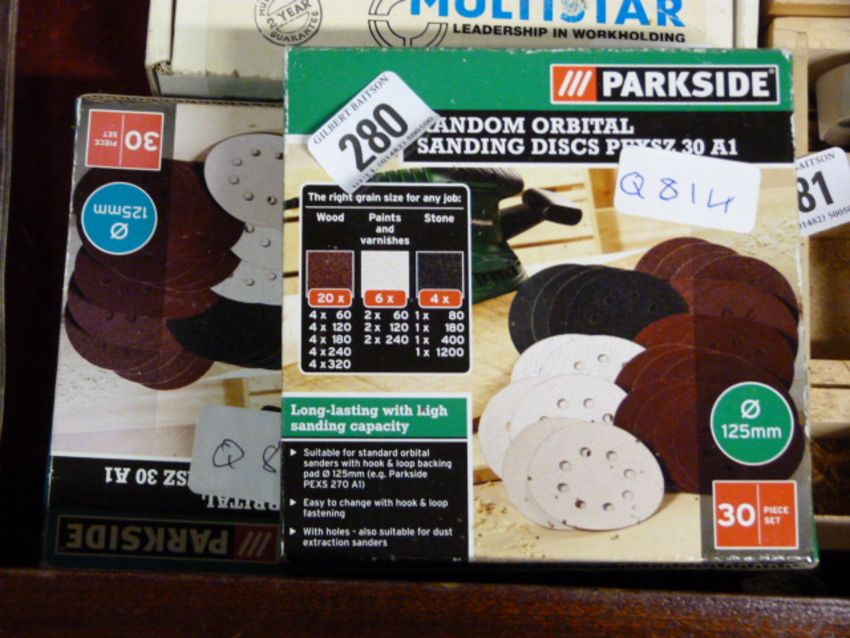 MULTISTAR
LEADERSHIP IN WORKHOLDING
YEAR
GUARANTEE
PARKSIDE
GILBERT BAITSON
280
RANDOM ORBITAL
SANDING DISCS PEXSZ 30 A1
Q 814
The right grain size for any job:
Wood Paints and varnishes Stone
20 x 6 x 4 x
4 x 60 2 x 60 1 x 80
4 x 120 2 x 120 1 x 180
4 x 180 2 x 240 1 x 400
4 x 240 1 x 1200
4 x 320
Long-lasting with high
sanding capacity
Suitable for standard orbital
sanders with hook & loop backing
pad Ø 125mm (e.g. Parkside
PEXS 270 A1)
Easy to change with hook & loop
fastening
With holes - also suitable for dust
extraction sanders
Ø
125mm
30 PIECE
SET
30 PIECE
SET
Ø
125mm
Q 8
SZ 30 A1
BITAL
PARKSIDE
BAITSON
81